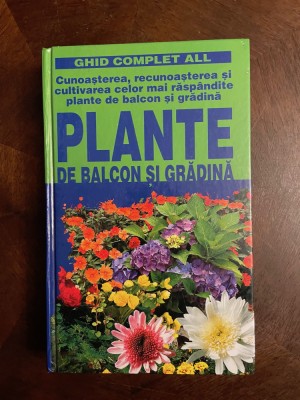 GHID COMPLET ALL
Cunoașterea, recunoașterea și
cultivarea celor mai răspândite
plante de balcon și grădină
PLANTE
DE BALCON ȘI GRĂDINĂ